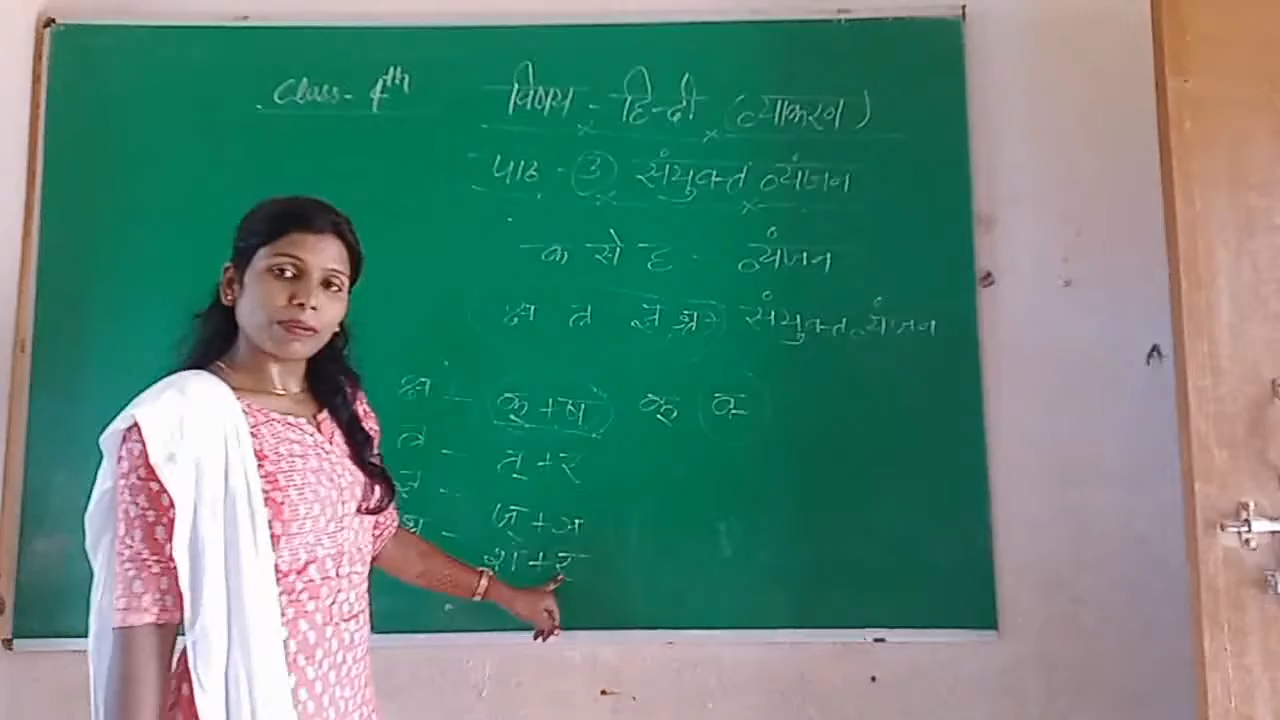 Class - 4th
विषय - हिन्दी (व्याकरण)
पाठ - 3 संयुक्त व्यंजन
क से ह - व्यंजन
क्ष त्र ज्ञ श्र = संयुक्त व्यंजन
क्ष - क् + ष क् क
त्र - त् + र
ज्ञ - ज् + ञ
श्र - श + र
A